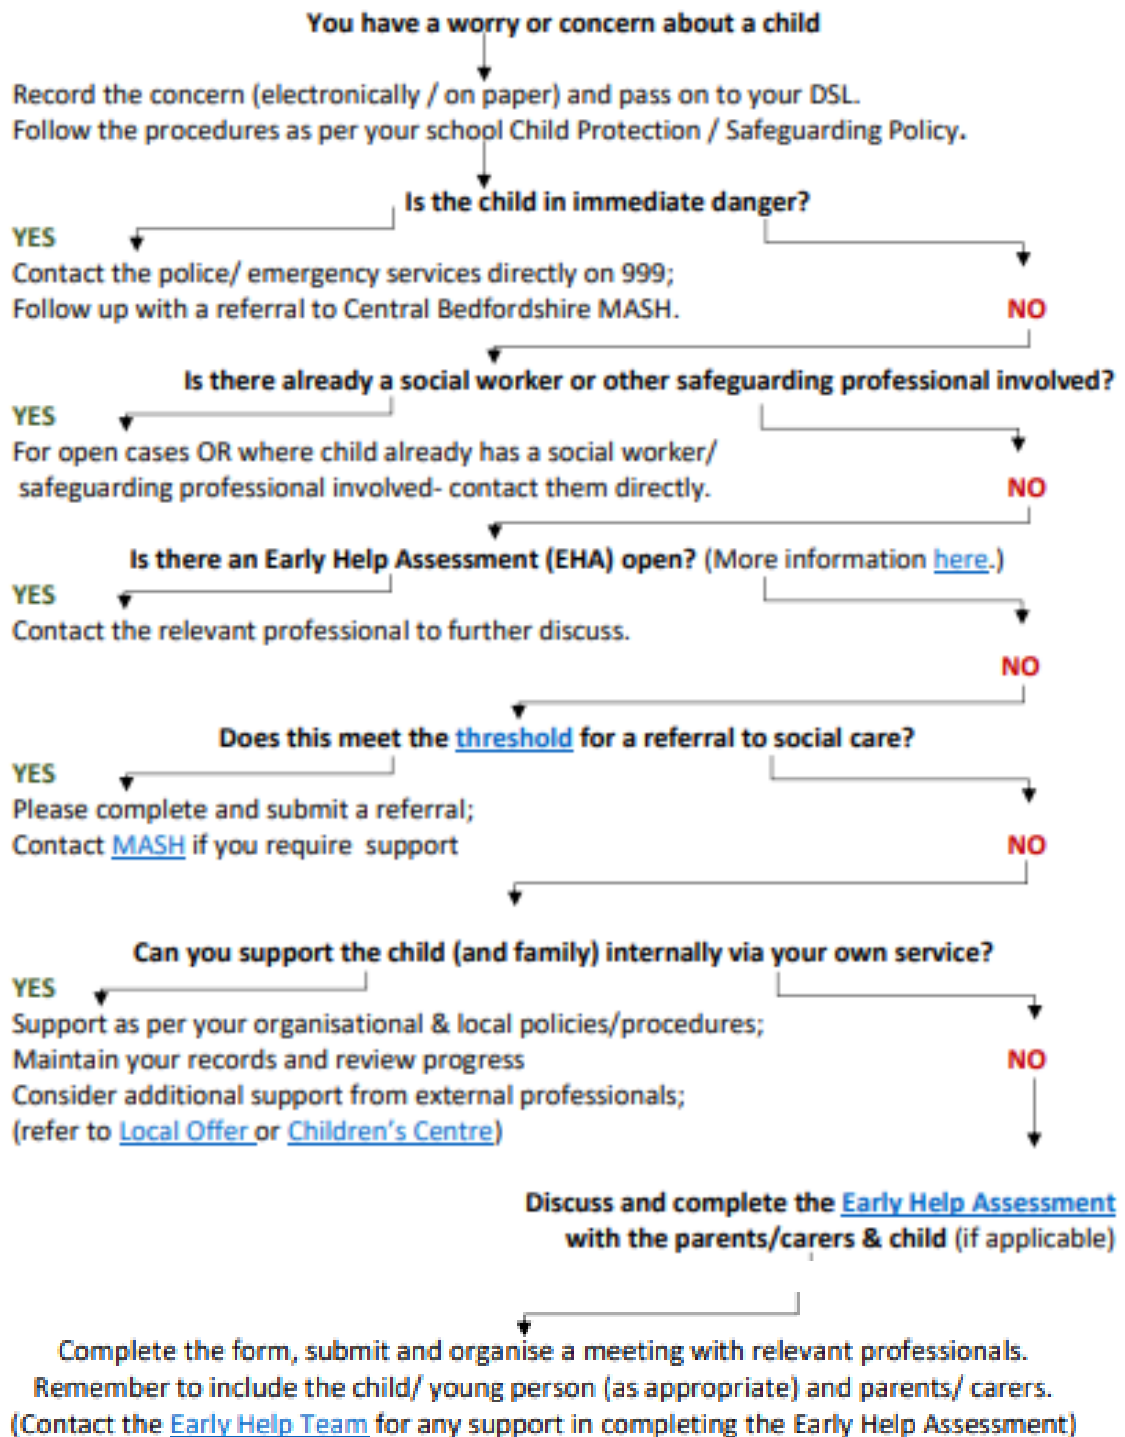 You have a worry or concern about a child
Record the concern (electronically / on paper) and pass on to your DSL.
Follow the procedures as per your school Child Protection / Safeguarding Policy.
Is the child in immediate danger?
YES
Contact the police/ emergency services directly on 999;
Follow up with a referral to Central Bedfordshire MASH.
NO
Is there already a social worker or other safeguarding professional involved?
YES
For open cases OR where child already has a social worker/
safeguarding professional involved- contact them directly.
NO
Is there an Early Help Assessment (EHA) open? (More information here.)
YES
Contact the relevant professional to further discuss.
NO
Does this meet the threshold for a referral to social care?
YES
Please complete and submit a referral;
Contact MASH if you require support
NO
Can you support the child (and family) internally via your own service?
YES
Support as per your organisational & local policies/procedures;
Maintain your records and review progress
NO
Consider additional support from external professionals;
(refer to Local Offer or Children's Centre)
Discuss and complete the Early Help Assessment
with the parents/carers & child (if applicable)
Complete the form, submit and organise a meeting with relevant professionals.
Remember to include the child/ young person (as appropriate) and parents/ carers.
(Contact the Early Help Team for any support in completing the Early Help Assessment)